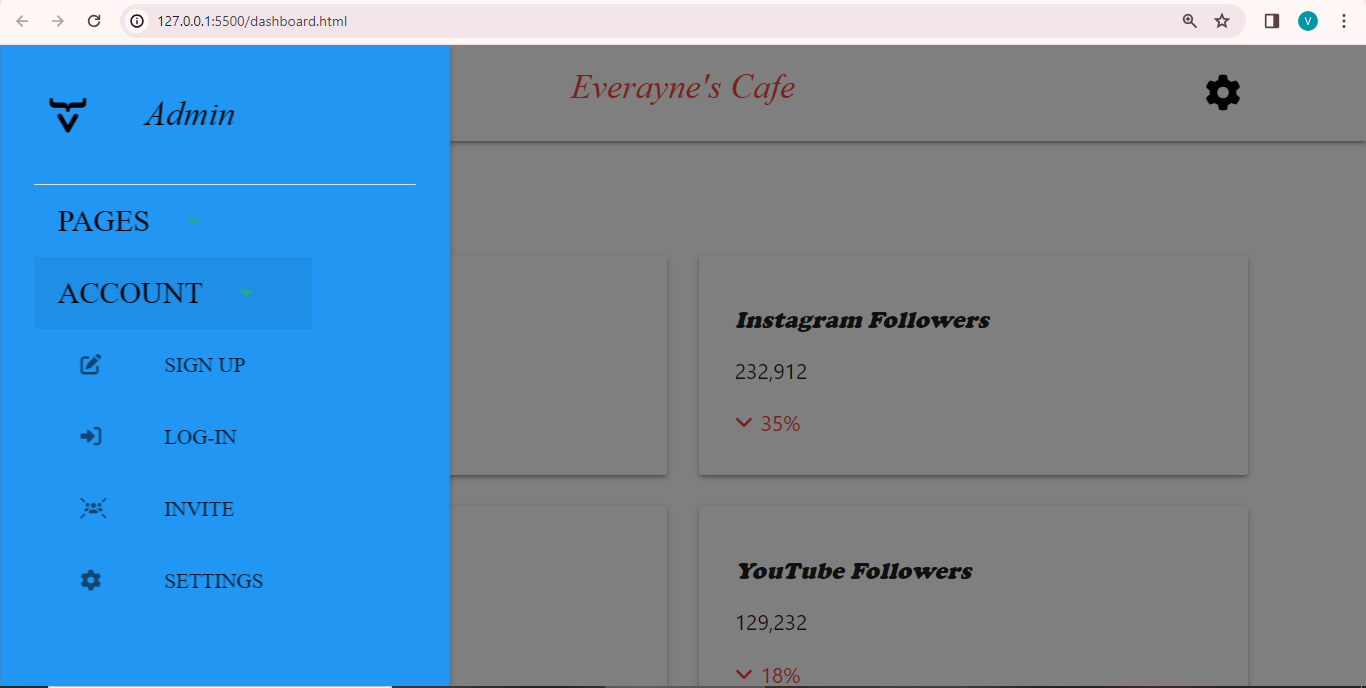 127.0.0.1:5500/dashboard.html
V
Admin
Everayne's Cafe
PAGES
ACCOUNT
SIGN UP
LOG-IN
INVITE
SETTINGS
Instagram Followers
232,912
35%
YouTube Followers
129,232
18%